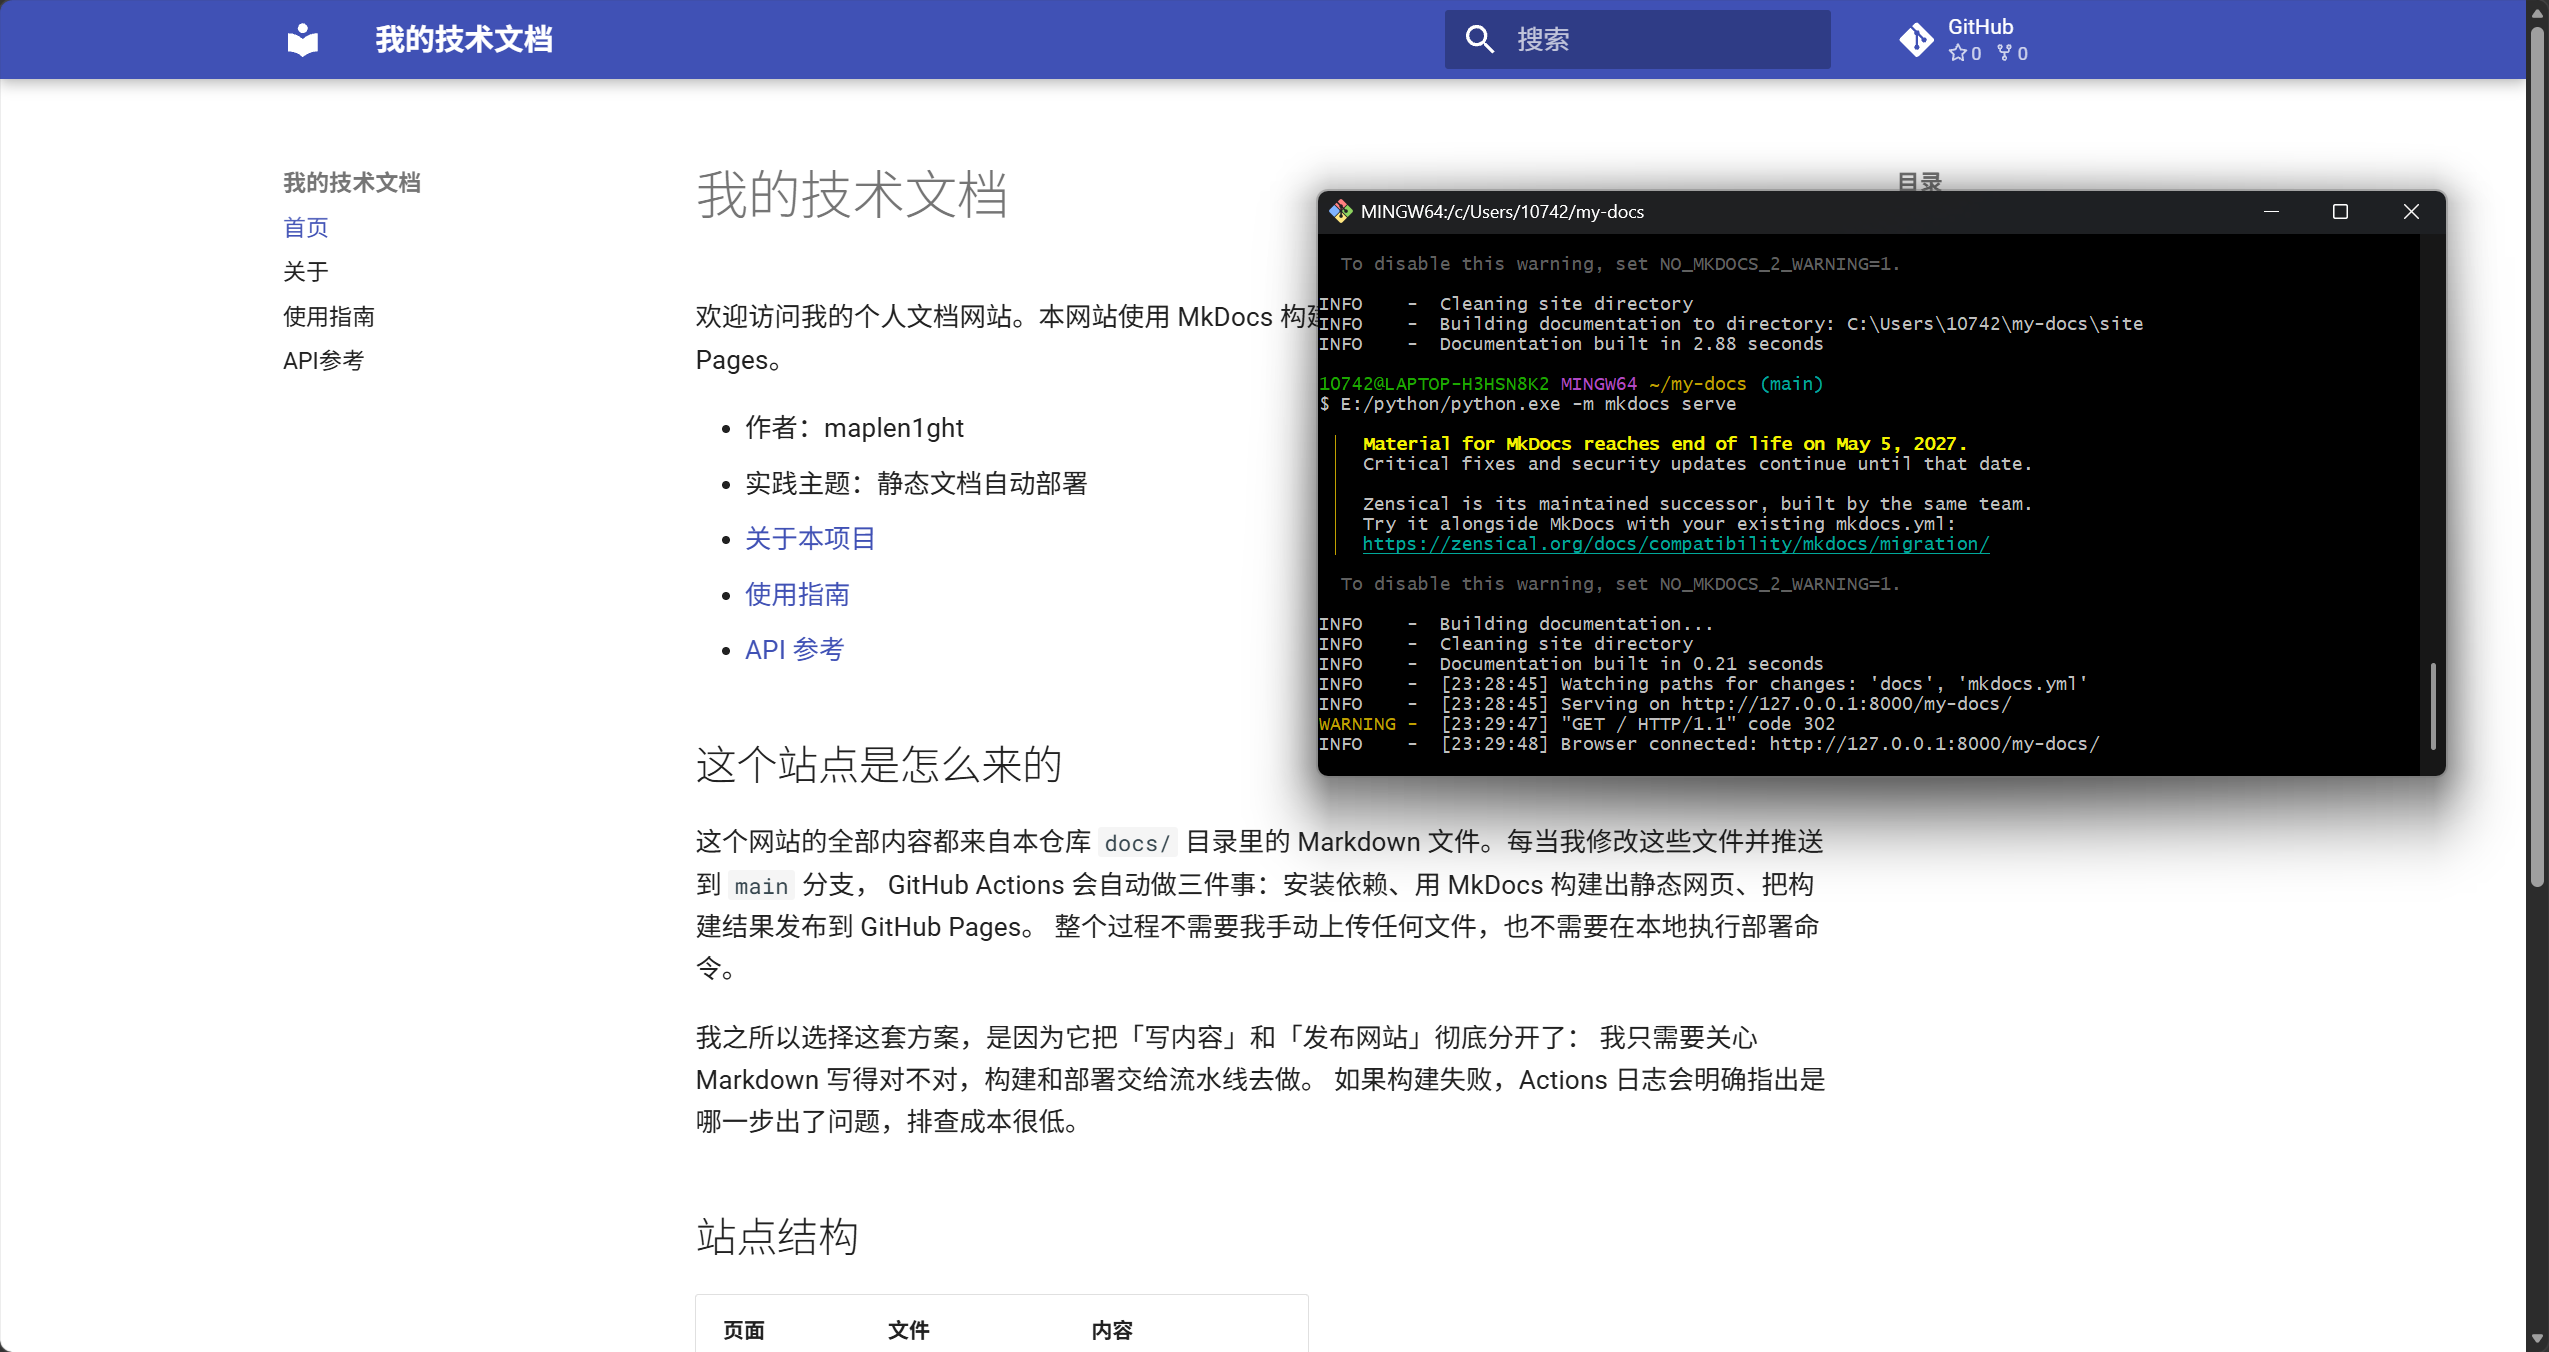 我的技术文档
搜索
GitHub
0 0
我的技术文档
首页
关于
使用指南
API参考
我的技术文档
欢迎访问我的个人文档网站。本网站使用 MkDocs 构建
Pages。
作者：maplen1ght
实践主题：静态文档自动部署
关于本项目
使用指南
API 参考
这个站点是怎么来的
这个网站的全部内容都来自本仓库 docs/ 目录里的 Markdown 文件。每当我修改这些文件并推送
到 main 分支， GitHub Actions 会自动做三件事：安装依赖、用 MkDocs 构建出静态网页、把构
建结果发布到 GitHub Pages。 整个过程不需要我手动上传任何文件，也不需要在本地执行部署命
令。
我之所以选择这套方案，是因为它把「写内容」和「发布网站」彻底分开了： 我只需要关心
Markdown 写得对不对，构建和部署交给流水线去做。 如果构建失败，Actions 日志会明确指出是
哪一步出了问题，排查成本很低。
站点结构
页面 文件 内容
目录
MINGW64:/c/Users/10742/my-docs
To disable this warning, set NO_MKDOCS_2_WARNING=1.
INFO    -  Cleaning site directory
INFO    -  Building documentation to directory: C:\Users\10742\my-docs\site
INFO    -  Documentation built in 2.88 seconds
10742@LAPTOP-H3HSN8K2 MINGW64 ~/my-docs (main)
$ E:/python/python.exe -m mkdocs serve
Material for MkDocs reaches end of life on May 5, 2027.
Critical fixes and security updates continue until that date.
Zensical is its maintained successor, built by the same team.
Try it alongside MkDocs with your existing mkdocs.yml:
https://zensical.org/docs/compatibility/mkdocs/migration/
To disable this warning, set NO_MKDOCS_2_WARNING=1.
INFO    -  Building documentation...
INFO    -  Cleaning site directory
INFO    -  Documentation built in 0.21 seconds
INFO    -  [23:28:45] Watching paths for changes: 'docs', 'mkdocs.yml'
INFO    -  [23:28:45] Serving on http://127.0.0.1:8000/my-docs/
WARNING -  [23:29:47] "GET / HTTP/1.1" code 302
INFO    -  [23:29:48] Browser connected: http://127.0.0.1:8000/my-docs/